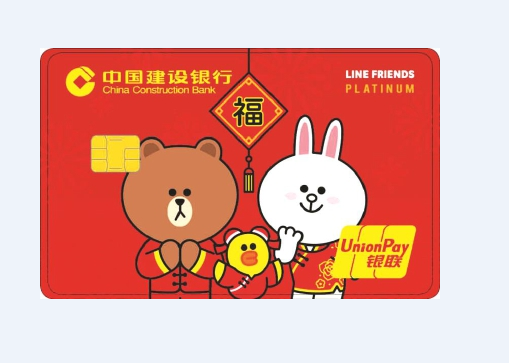 中国建设银行
China Construction Bank
LINE FRIENDS
PLATINUM
福
UnionPay
银联